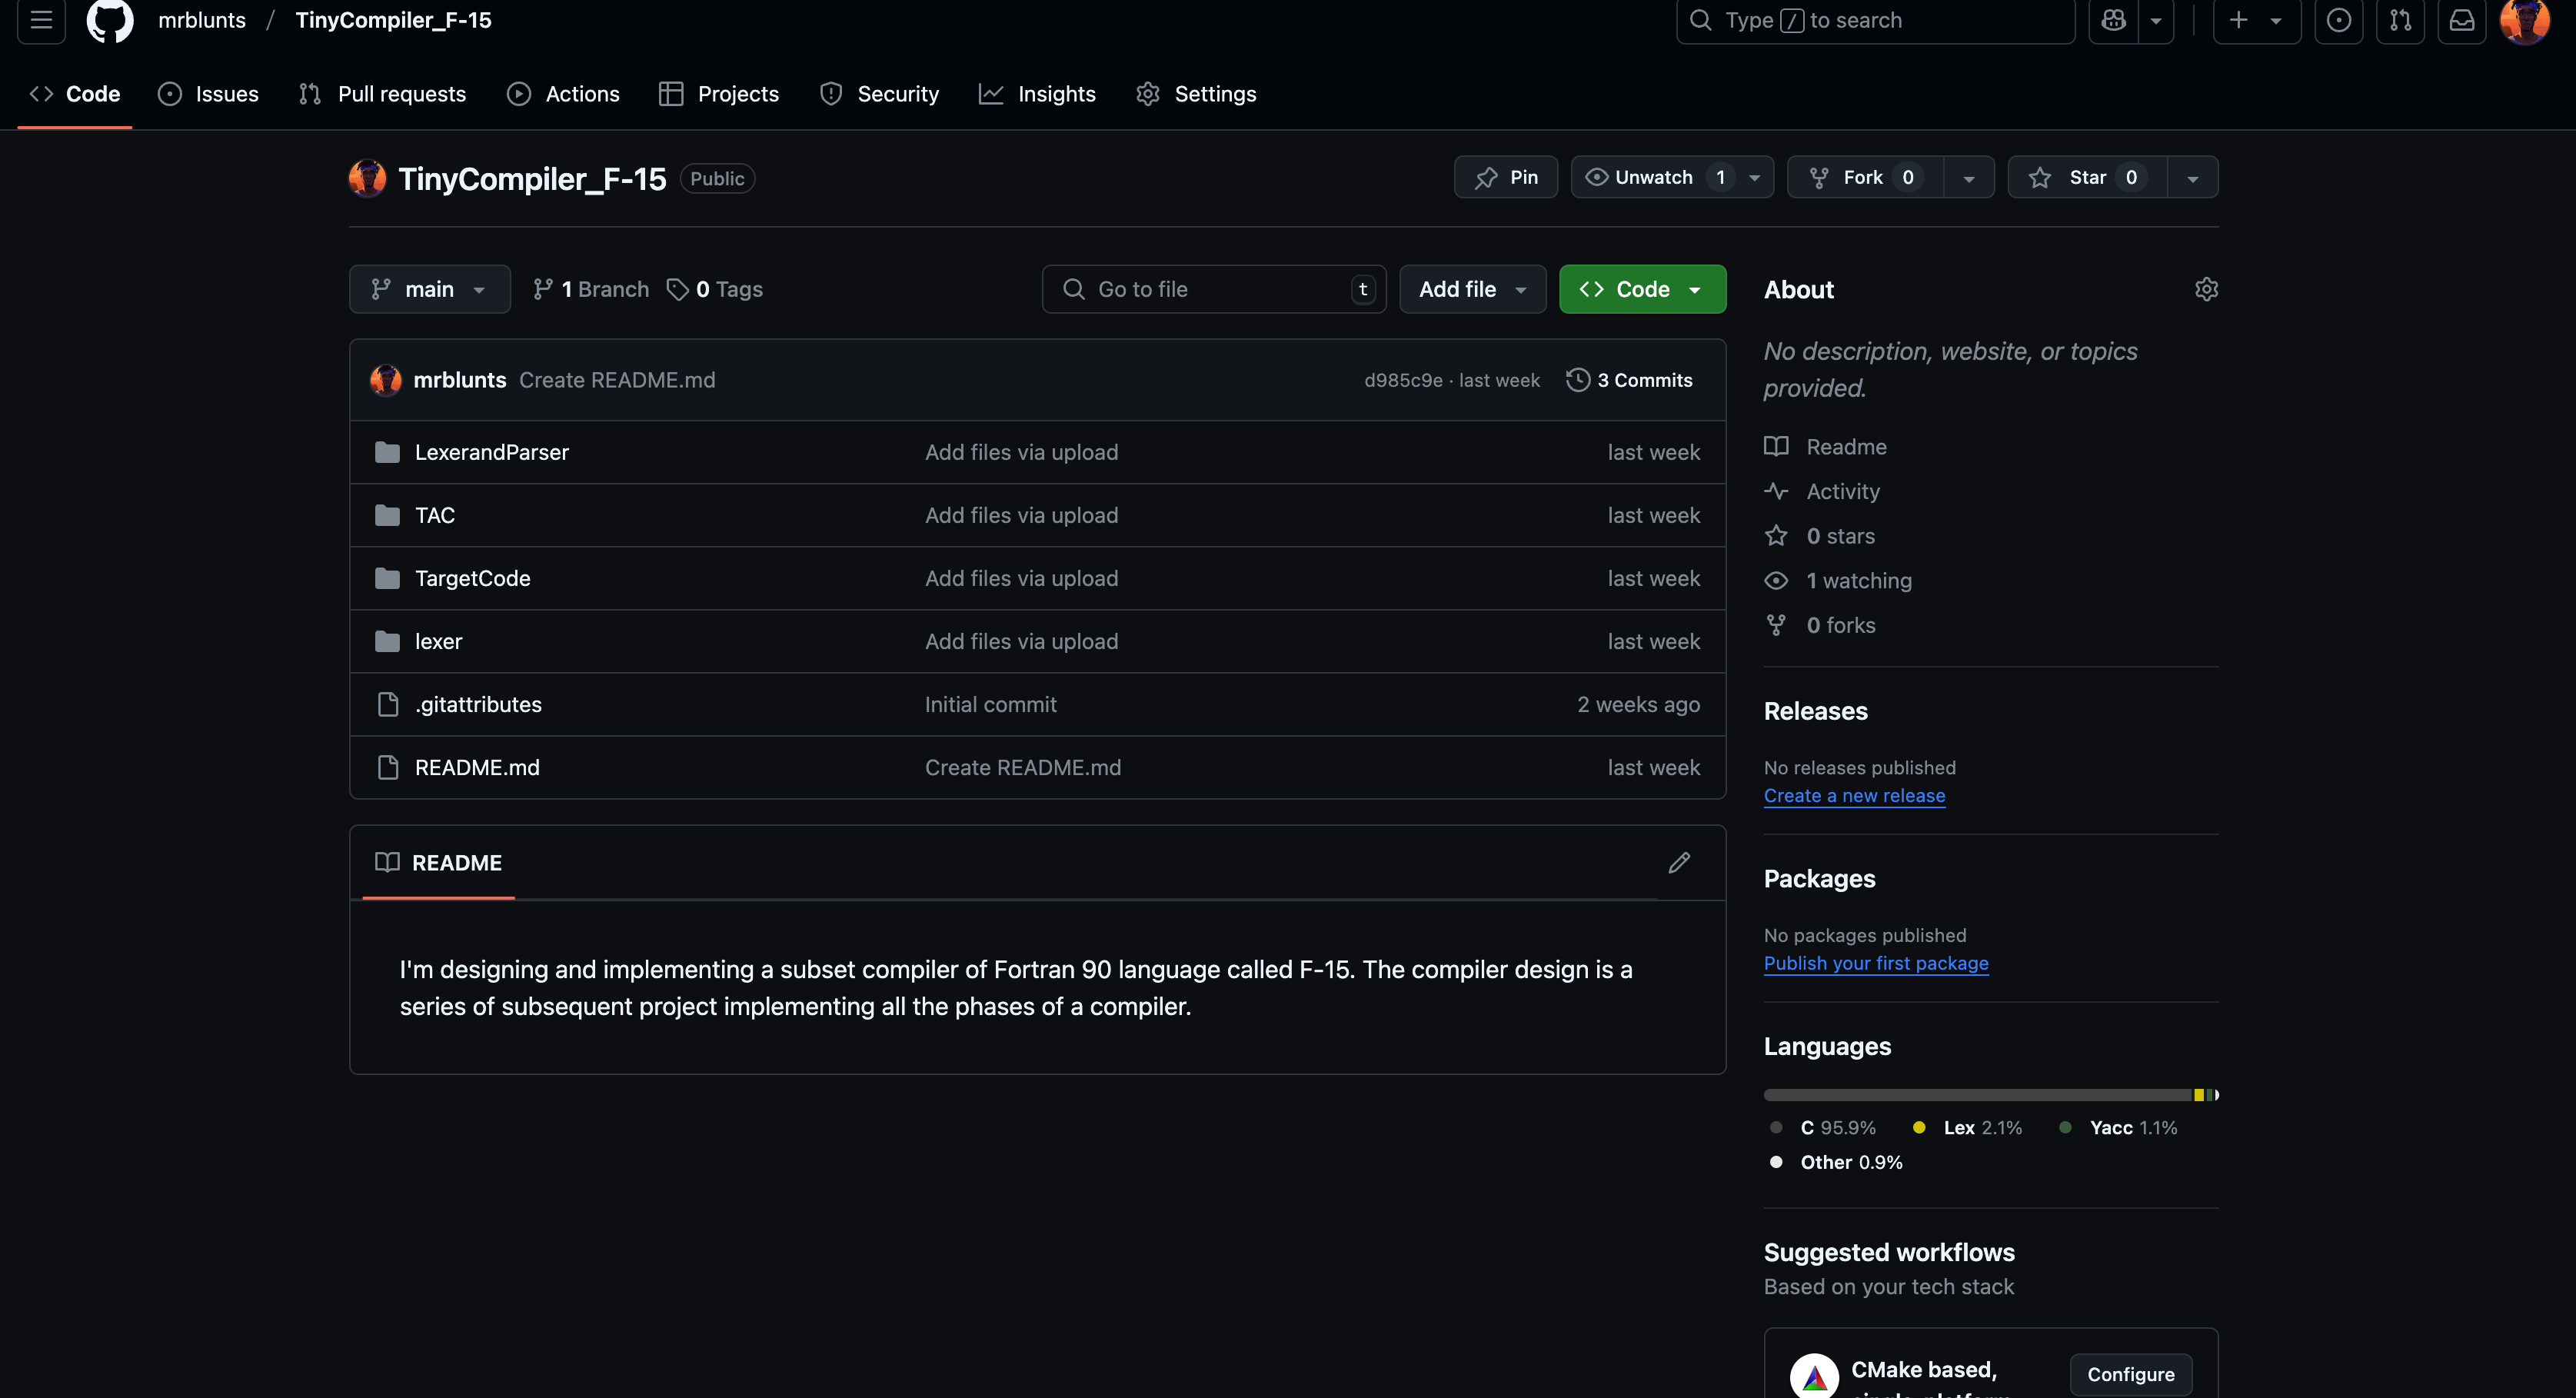 mrblunts / TinyCompiler_F-15
Type / to search
Code Issues Pull requests Actions Projects Security Insights Settings
TinyCompiler_F-15 Public
Pin Unwatch 1 Fork 0 Star 0
main 1 Branch 0 Tags Go to file t Add file Code
mrblunts Create README.md d985c9e · last week 3 Commits
LexerandParser Add files via upload last week
TAC Add files via upload last week
TargetCode Add files via upload last week
lexer Add files via upload last week
.gitattributes Initial commit 2 weeks ago
README.md Create README.md last week
README
I'm designing and implementing a subset compiler of Fortran 90 language called F-15. The compiler design is a
series of subsequent project implementing all the phases of a compiler.
About
No description, website, or topics
provided.
Readme
Activity
0 stars
1 watching
0 forks
Releases
No releases published
Create a new release
Packages
No packages published
Publish your first package
Languages
C 95.9% Lex 2.1% Yacc 1.1%
Other 0.9%
Suggested workflows
Based on your tech stack
CMake based,
Configure